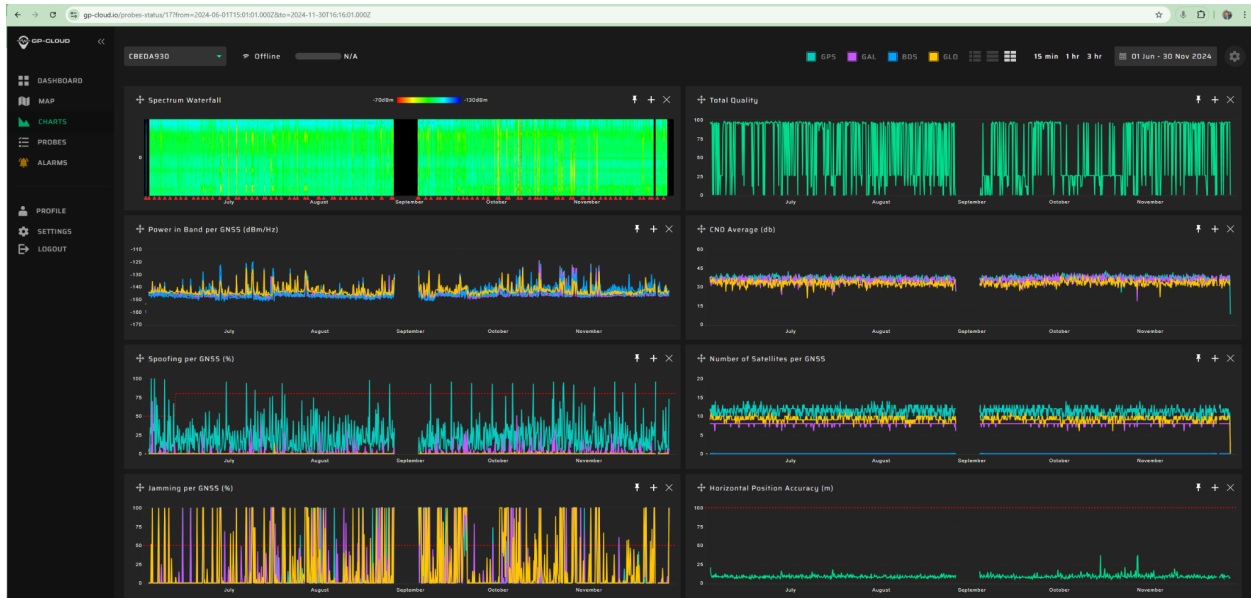 gp-cloud.io/probes-status/17?from=2024-06-01T15:01:01.000Z&to=2024-11-30T16:16:01.000Z
GP-CLOUD
CBEDA930
Offline
N/A
GPS
GAL
BDS
GLO
15 min 1 hr 3 hr
01 Jun - 30 Nov 2024
DASHBOARD
MAP
CHARTS
PROBES
ALARMS
PROFILE
SETTINGS
LOGOUT
Spectrum Waterfall
-70dBm
-130dBm
0
July August September October November
Total Quality
100
75
50
25
0
July August September October November
Power in Band per GNSS (dBm/Hz)
-110
-120
-130
-140
-150
-160
-170
July August September October November
CNO Average (db)
60
45
30
15
0
July August September October November
Spoofing per GNSS (%)
100
75
50
25
0
July August September October November
Number of Satellites per GNSS
20
15
10
5
0
July August September October November
Jamming per GNSS (%)
100
75
50
25
0
July August September October November
Horizontal Position Accuracy (m)
100
75
50
25
0
July August September October November